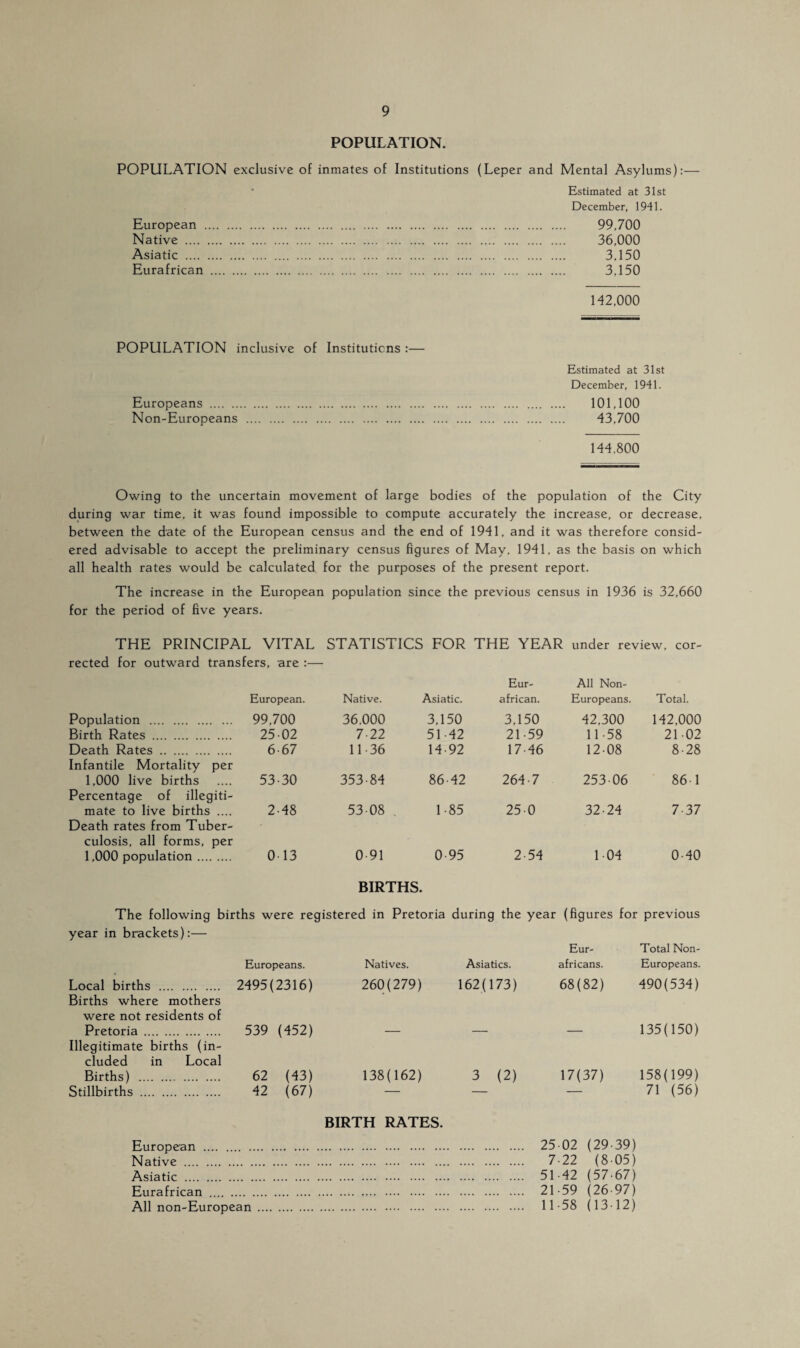 9
POPULATION.
POPULATION exclusive of inmates of Institutions (Leper and Mental Asylums):—
Estimated at 31st
December, 1941.
European .... .... .... .... .... .... .... .... .... .... 99,700
Native .... .... .... .... .... .... .... .... .... .... 36,000
Asiatic .... .... .... .... .... .... .... .... .... .... 3,150
Eurafrican .... .... .... .... .... .... .... .... .... .... 3,150
142,000
POPULATION inclusive of Institutions :—
Estimated at 31st
December, 1941.
Europeans .... .... .... .... .... .... .... .... .... .... 101,100
Non-Europeans .... .... .... .... .... .... .... .... .... .... 43,700
144,800
Owing to the uncertain movement of large bodies of the population of the City
during war time, it was found impossible to compute accurately the increase, or decrease,
between the date of the European census and the end of 1941, and it was therefore consid-
ered advisable to accept the preliminary census figures of May, 1941, as the basis on which
all health rates would be calculated for the purposes of the present report.
The increase in the European population since the previous census in 1936 is 32,660
for the period of five years.
THE PRINCIPAL VITAL STATISTICS FOR THE YEAR under review, cor-
rected for outward transfers, are :—
Eur- All Non-
European. Native. Asiatic. african. Europeans. Total.
Population .... .... .... ... 99,700 36,000 3,150 3,150 42,300 142,000
Birth Rates .... .... .... .... 25·02 7·22 51·42 21·59 11·58 21·02
Death Rates .. .... .... .... 6·67 11·36 14·92 17·46 12·08 8·28
Infantile Mortality per
1,000 live births .... 53·30 353·84 86·42 264·7 253·06 86·1
Percentage of illegiti-
mate to live births .... 2·48 53·08 1·85 25·0 32·24 7·37
Death rates from Tuber-
culosis, all forms, per
1,000 population .... .... 0·13 0·91 0·95 2·54 1·04 0·40
BIRTHS.
The following births were registered in Pretoria during the year (figures for previous
year in brackets):—
Eur- Total Non-
Europeans. Natives. Asiatics. africans. Europeans.
Local births .... .... .... 2495(2316) 260(279) 162(173) 68(82) 490(534)
Births where mothers
were not residents of
Pretoria .... .... .... .... 539 (452) — — — 135(150)
Illegitimate births (in-
cluded in Local
Births) .... .... .... .... 62 (43) 138(162) 3 (2) 17(37) 158(199)
Stillbirths .... .... .... .... 42 (67) — — — 71 (56)
BIRTH RATES.
European .... .... .... .... .... .... .... .... .... .... 25·02 (29·39)
Native .... .... .... .... .... .... .... .... .... .... 7·22 (8·05)
Asiatic .... .... .... .... .... .... .... .... .... .... 51·42 (57·67)
Eurafrican .... .... .... .... .... .... .... .... .... .... 21·59 (26·97)
All non-European .... .... .... .... .... .... .... .... .... .... 11·58 (13·12)